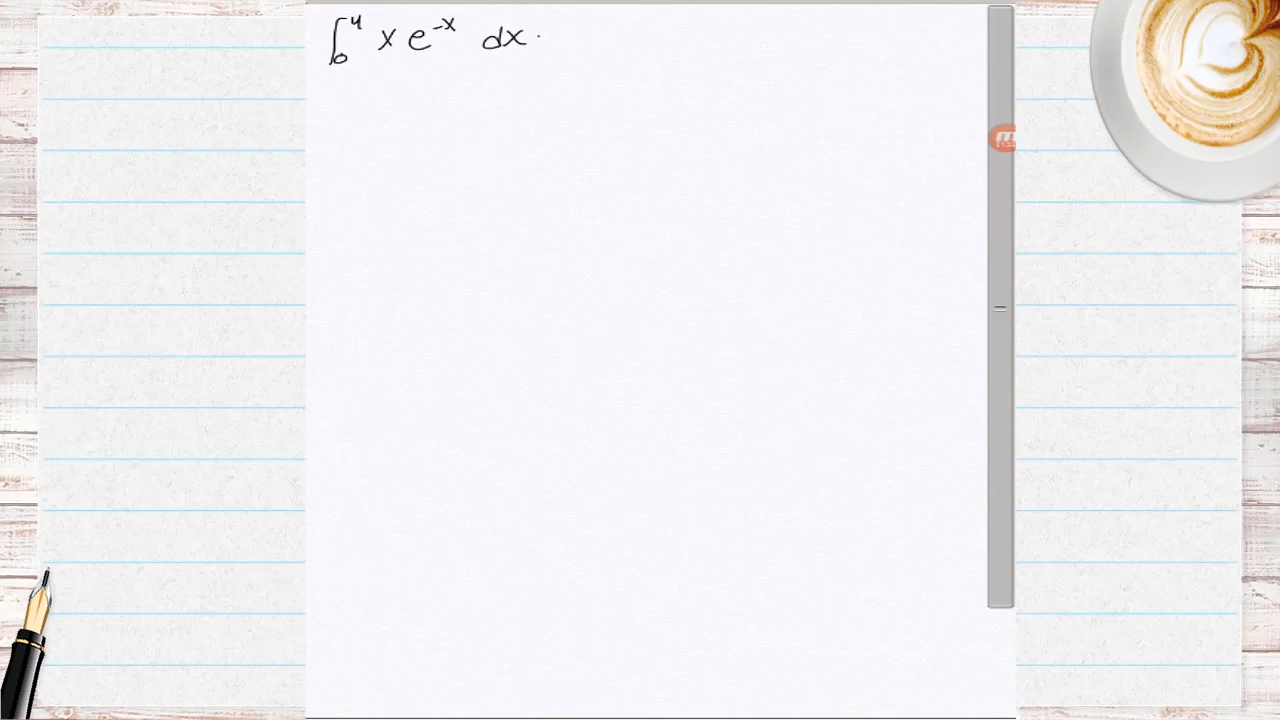 ∫₀⁴ x e⁻ˣ dx.